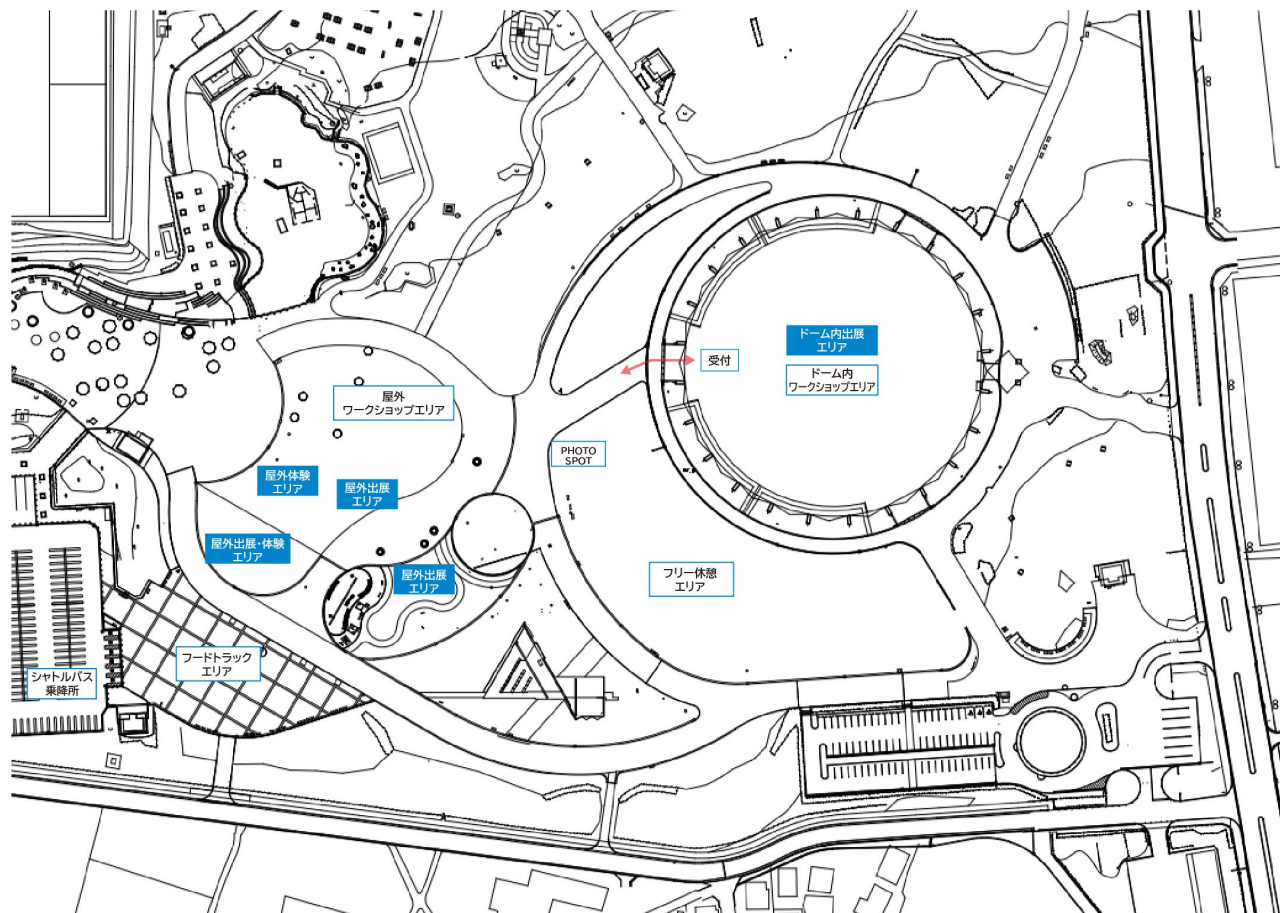 ドーム内出展
エリア
受付
ドーム内
ワークショップエリア
屋外
ワークショップエリア
PHOTO
SPOT
屋外体験
エリア
屋外出展
エリア
屋外出展・体験
エリア
屋外出展
エリア
フリー休憩
エリア
フードトラック
エリア
シャトルバス
乗降所